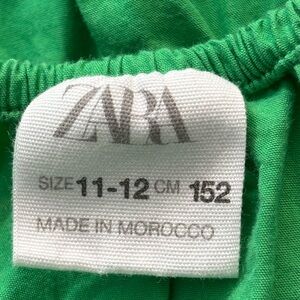 ZARA
SIZE 11-12 CM 152
MADE IN MOROCCO